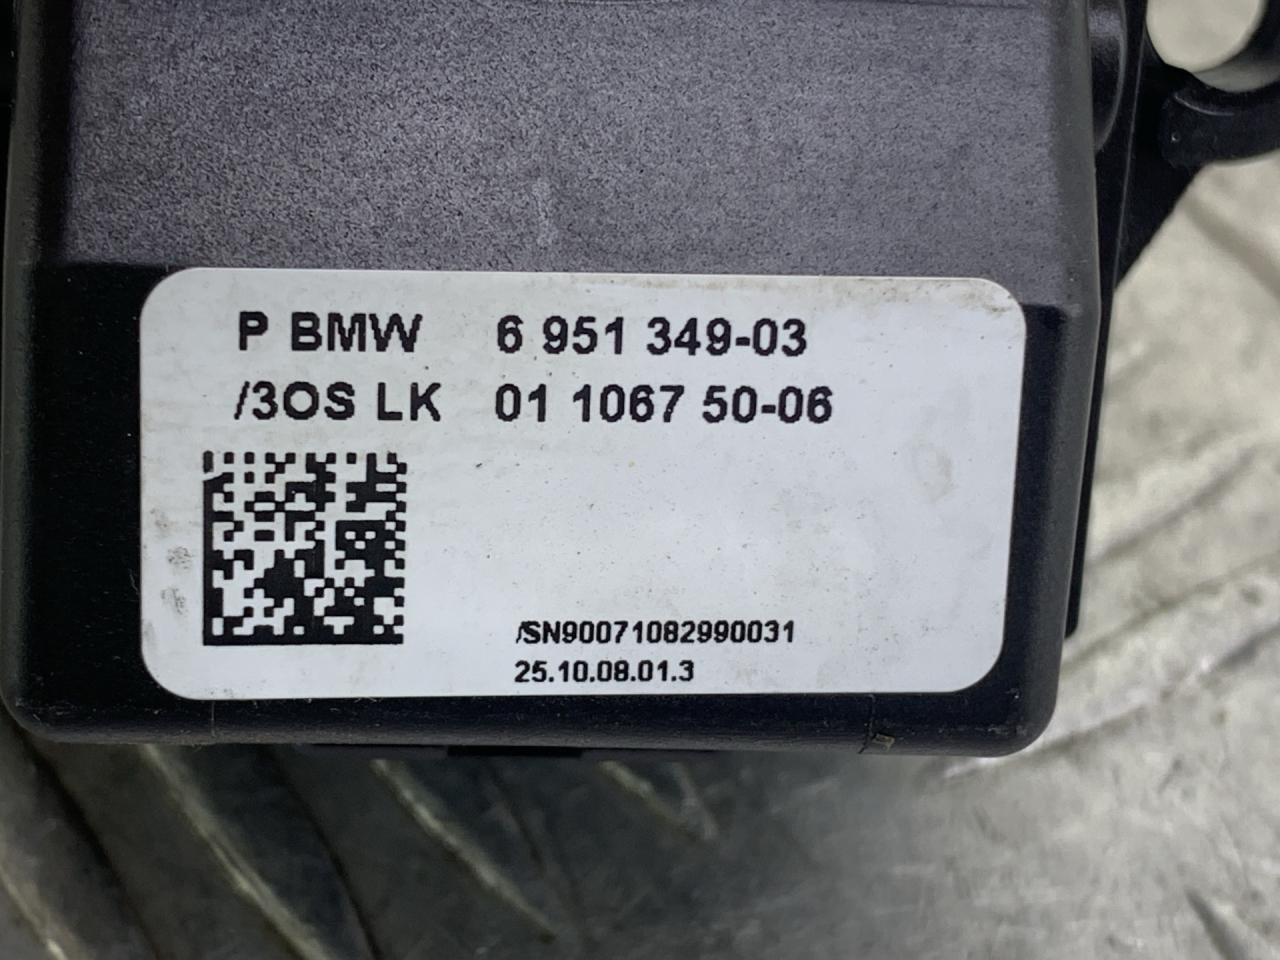 P BMW 6 951 349-03
/3OS LK 01 1067 50-06
/SN90071082990031
25.10.08.01.3